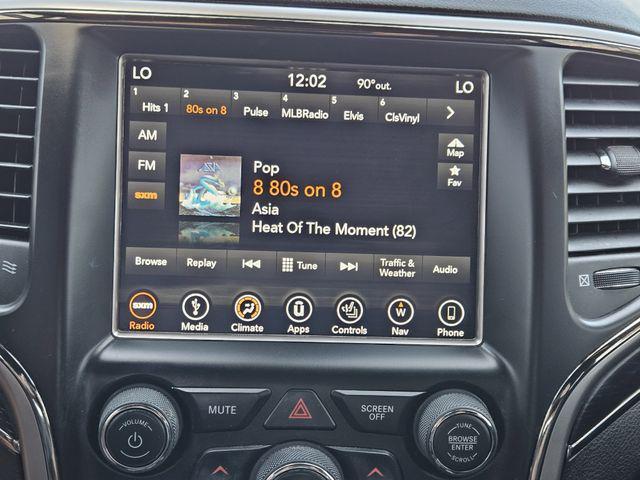 LO 12:02 90°out. LO
1 Hits 1 2 80s on 8 3 Pulse 4 MLBRadio 5 Elvis 6 ClsVinyl
AM
Map
FM
Pop
Fav
8 80s on 8
sxm
Asia
Heat Of The Moment (82)
Browse Replay Tune Traffic & Weather Audio
sxm U W
Radio Media Climate Apps Controls Nav Phone
VOLUME
MUTE
SCREEN OFF
TUNE
BROWSE
ENTER
SCROLL